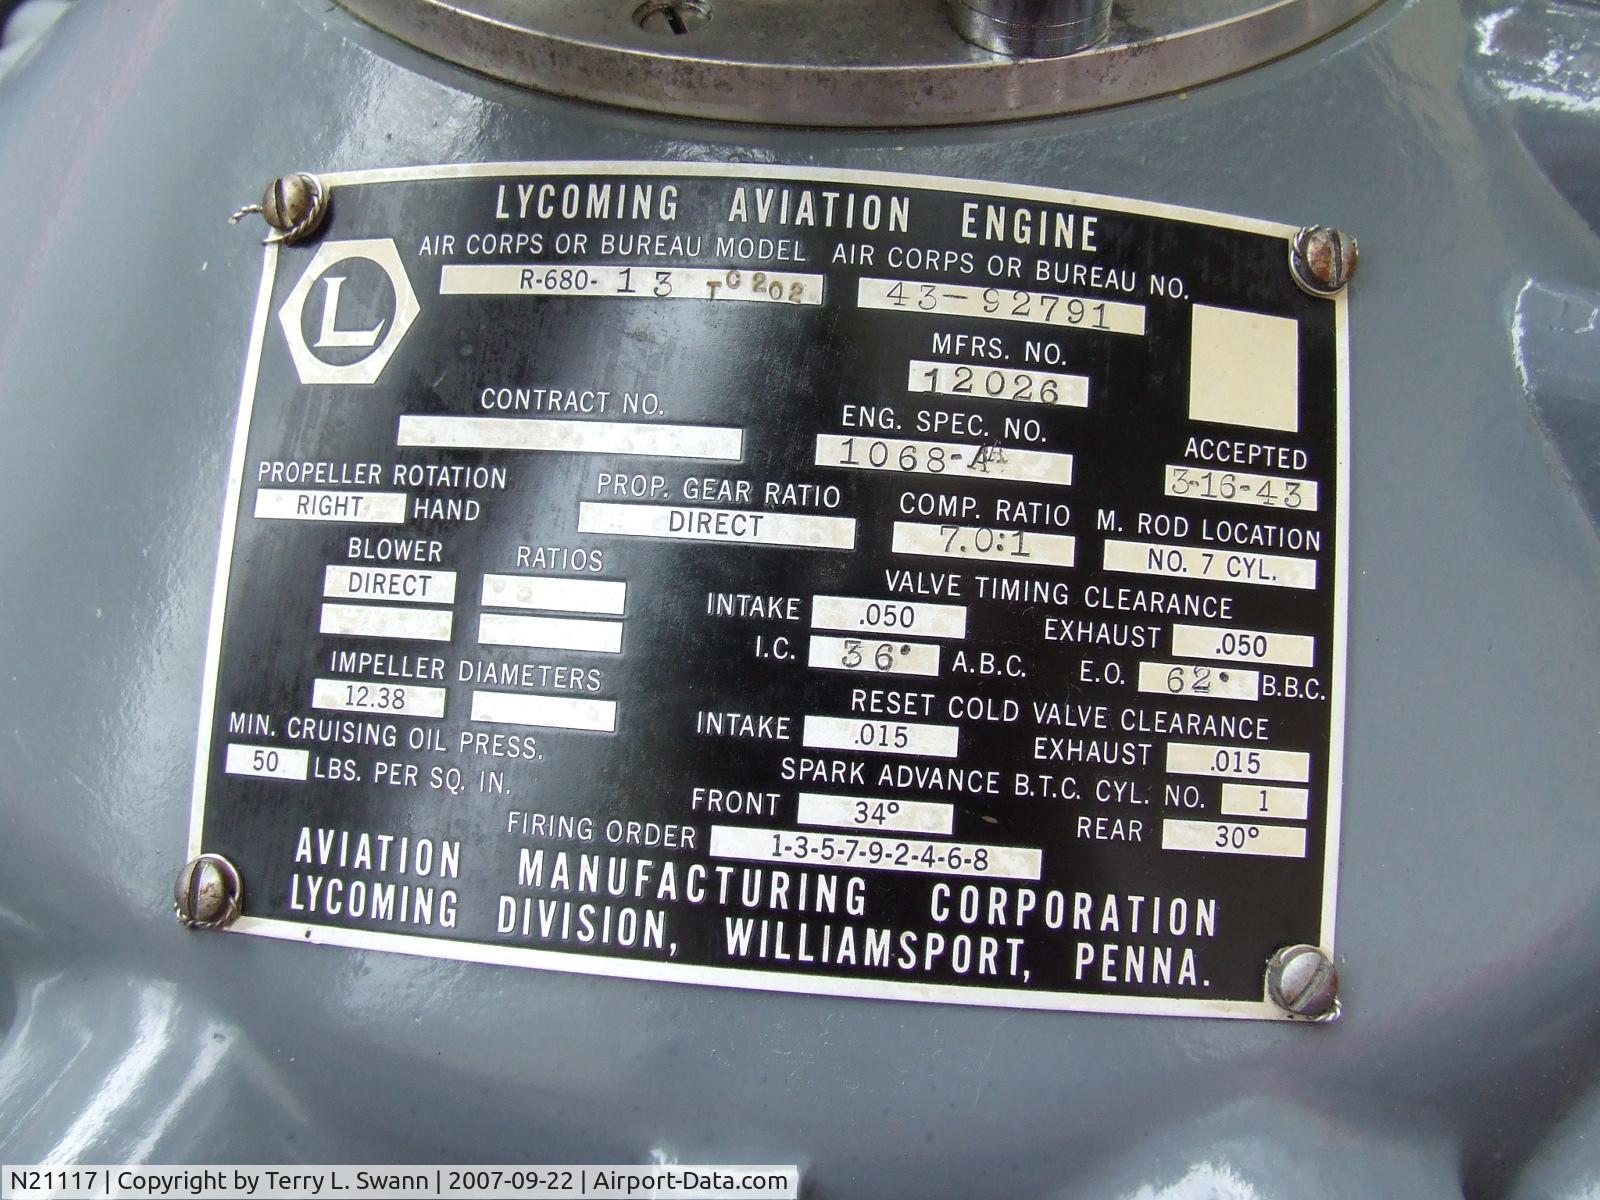 LYCOMING AVIATION ENGINE
AIR CORPS OR BUREAU MODEL AIR CORPS OR BUREAU NO.
R-680-13 TC202 43-92791
L
MFRS. NO.
12026
CONTRACT NO.
ENG. SPEC. NO.
1068-AA
ACCEPTED
3-16-43
PROPELLER ROTATION
RIGHT HAND
PROP. GEAR RATIO
DIRECT
COMP. RATIO
7.0:1
M. ROD LOCATION
NO. 7 CYL.
BLOWER RATIOS
DIRECT
VALVE TIMING CLEARANCE
INTAKE .050 EXHAUST .050
I.C. 36° A.B.C. E.O. 62° B.B.C.
IMPELLER DIAMETERS
12.38
RESET COLD VALVE CLEARANCE
INTAKE .015 EXHAUST .015
MIN. CRUISING OIL PRESS.
50 LBS. PER SQ. IN.
SPARK ADVANCE B.T.C. CYL. NO. 1
FRONT 34° REAR 30°
FIRING ORDER 1-3-5-7-9-2-4-6-8
AVIATION MANUFACTURING CORPORATION
LYCOMING DIVISION, WILLIAMSPORT, PENNA.
N21117 | Copyright by Terry L. Swann | 2007-09-22 | Airport-Data.com